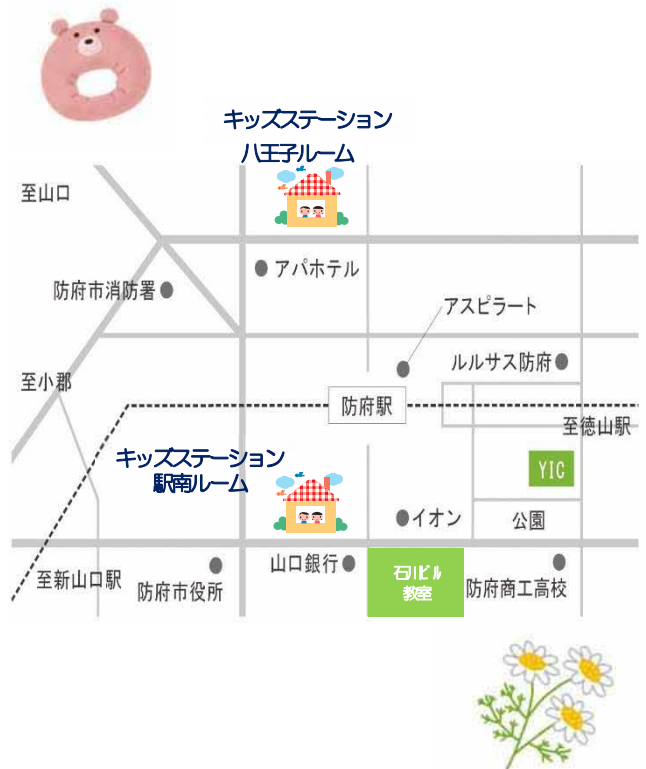 キッズステーション
八王子ルーム
至山口
アパホテル
防府市消防署
アスピラート
ルルサス防府
至小郡
防府駅
至徳山駅
キッズステーション
駅南ルーム
YIC
イオン
公園
山口銀行
石川ビル
教室
至新山口駅
防府市役所
防府商工高校